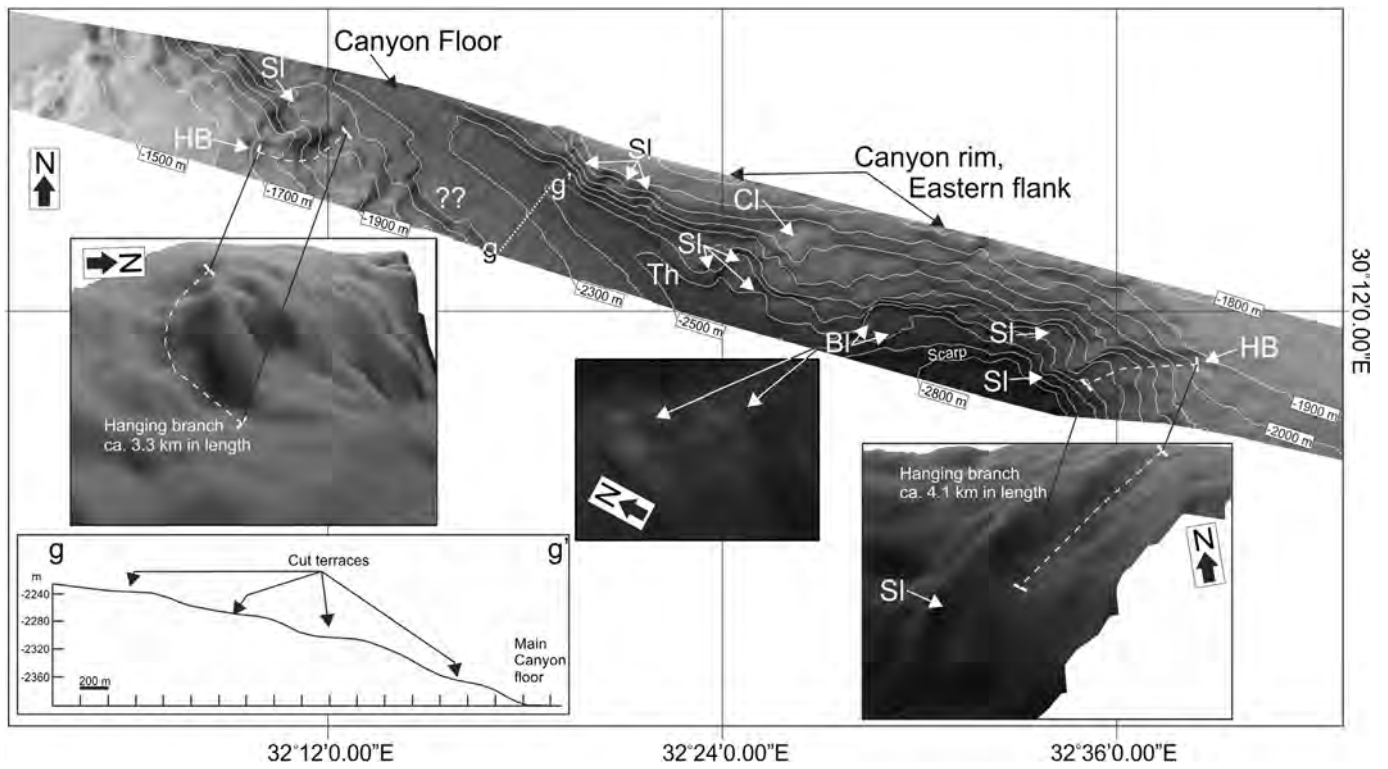 Canyon Floor
Sl
HB
N
-1500 m
-1700 m
-1900 m
??
g
g'
Sl
Canyon rim,
Eastern flank
Cl
Sl
Th
-2300 m
-2500 m
Bl
Scarp
-2800 m
Sl
Sl
HB
-1800 m
-1900 m
-2000 m
30°12'0.00"E
N
Hanging branch
ca. 3.3 km in length
N
Hanging branch
ca. 4.1 km in length
Sl
N
g
g'
Cut terraces
m
-2240
-2280
-2320
-2360
200 m
Main
Canyon
floor
32°12'0.00"E
32°24'0.00"E
32°36'0.00"E